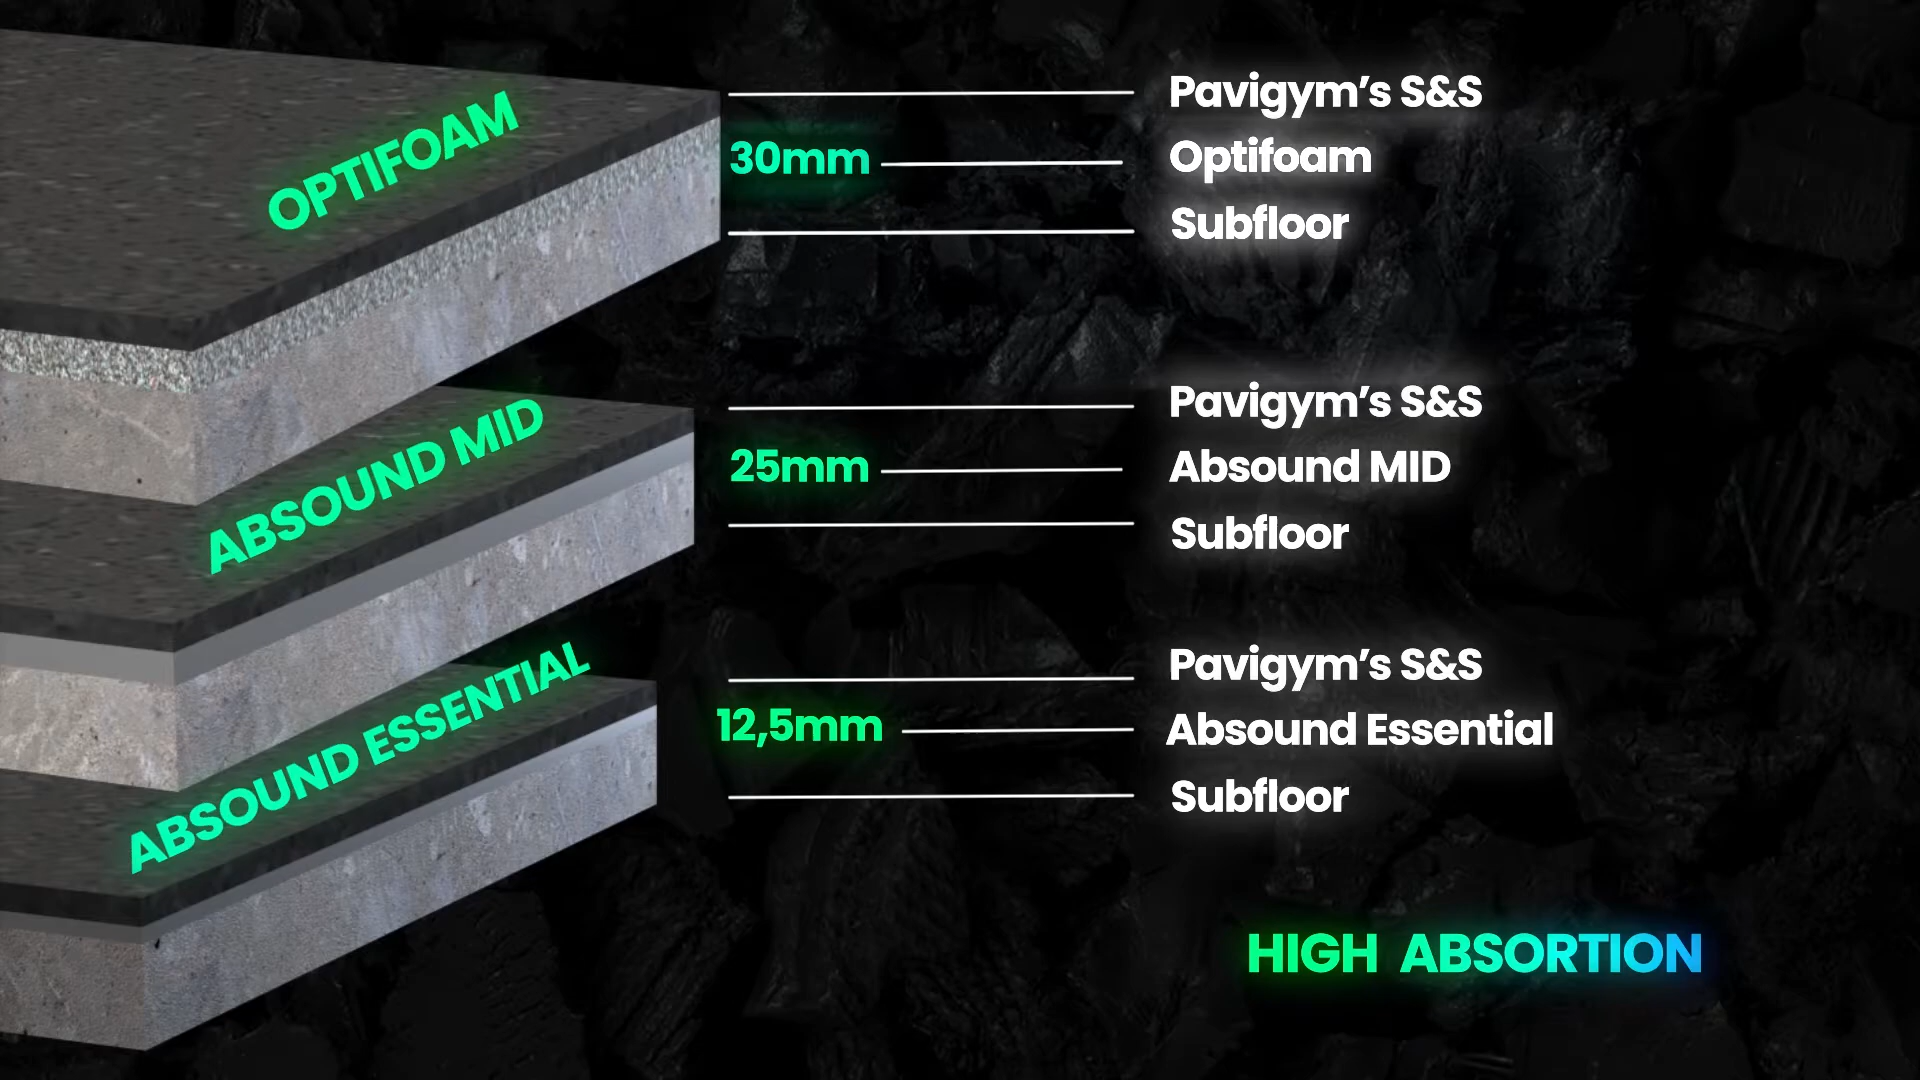 OPTIFOAM
Pavigym’s S&S
30mm
Optifoam
Subfloor
ABSOUND MID
Pavigym’s S&S
25mm
Absound MID
Subfloor
ABSOUND ESSENTIAL
Pavigym’s S&S
12,5mm
Absound Essential
Subfloor
HIGH ABSORTION